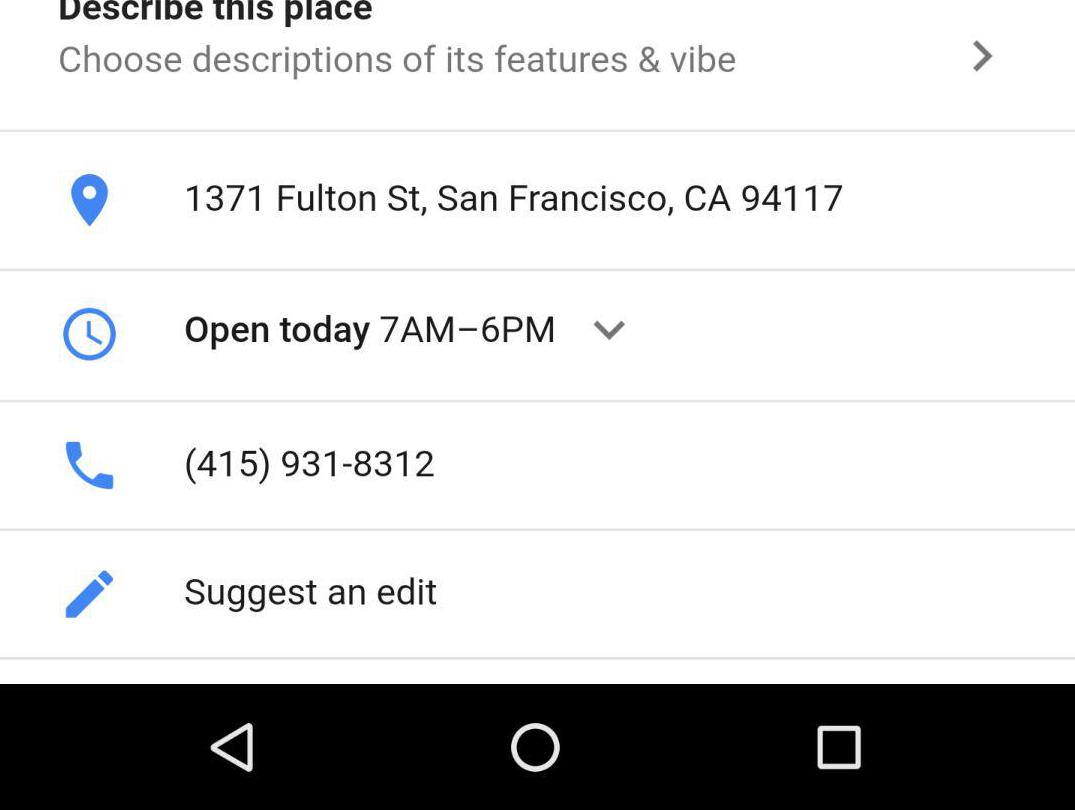 Describe this place
Choose descriptions of its features & vibe
1371 Fulton St, San Francisco, CA 94117
Open today 7AM–6PM
(415) 931-8312
Suggest an edit